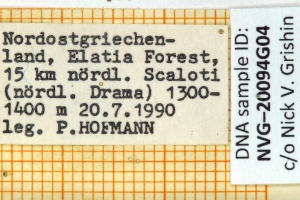 Nordostgriechen-
land, Elatia Forest,
15 km nördl. Scaloti
(nördl. Drama) 1300-
1400 m 20.7.1990
leg. P.HOFMANN
DNA sample ID:
NVG-20094G04
c/o Nick V. Grishin